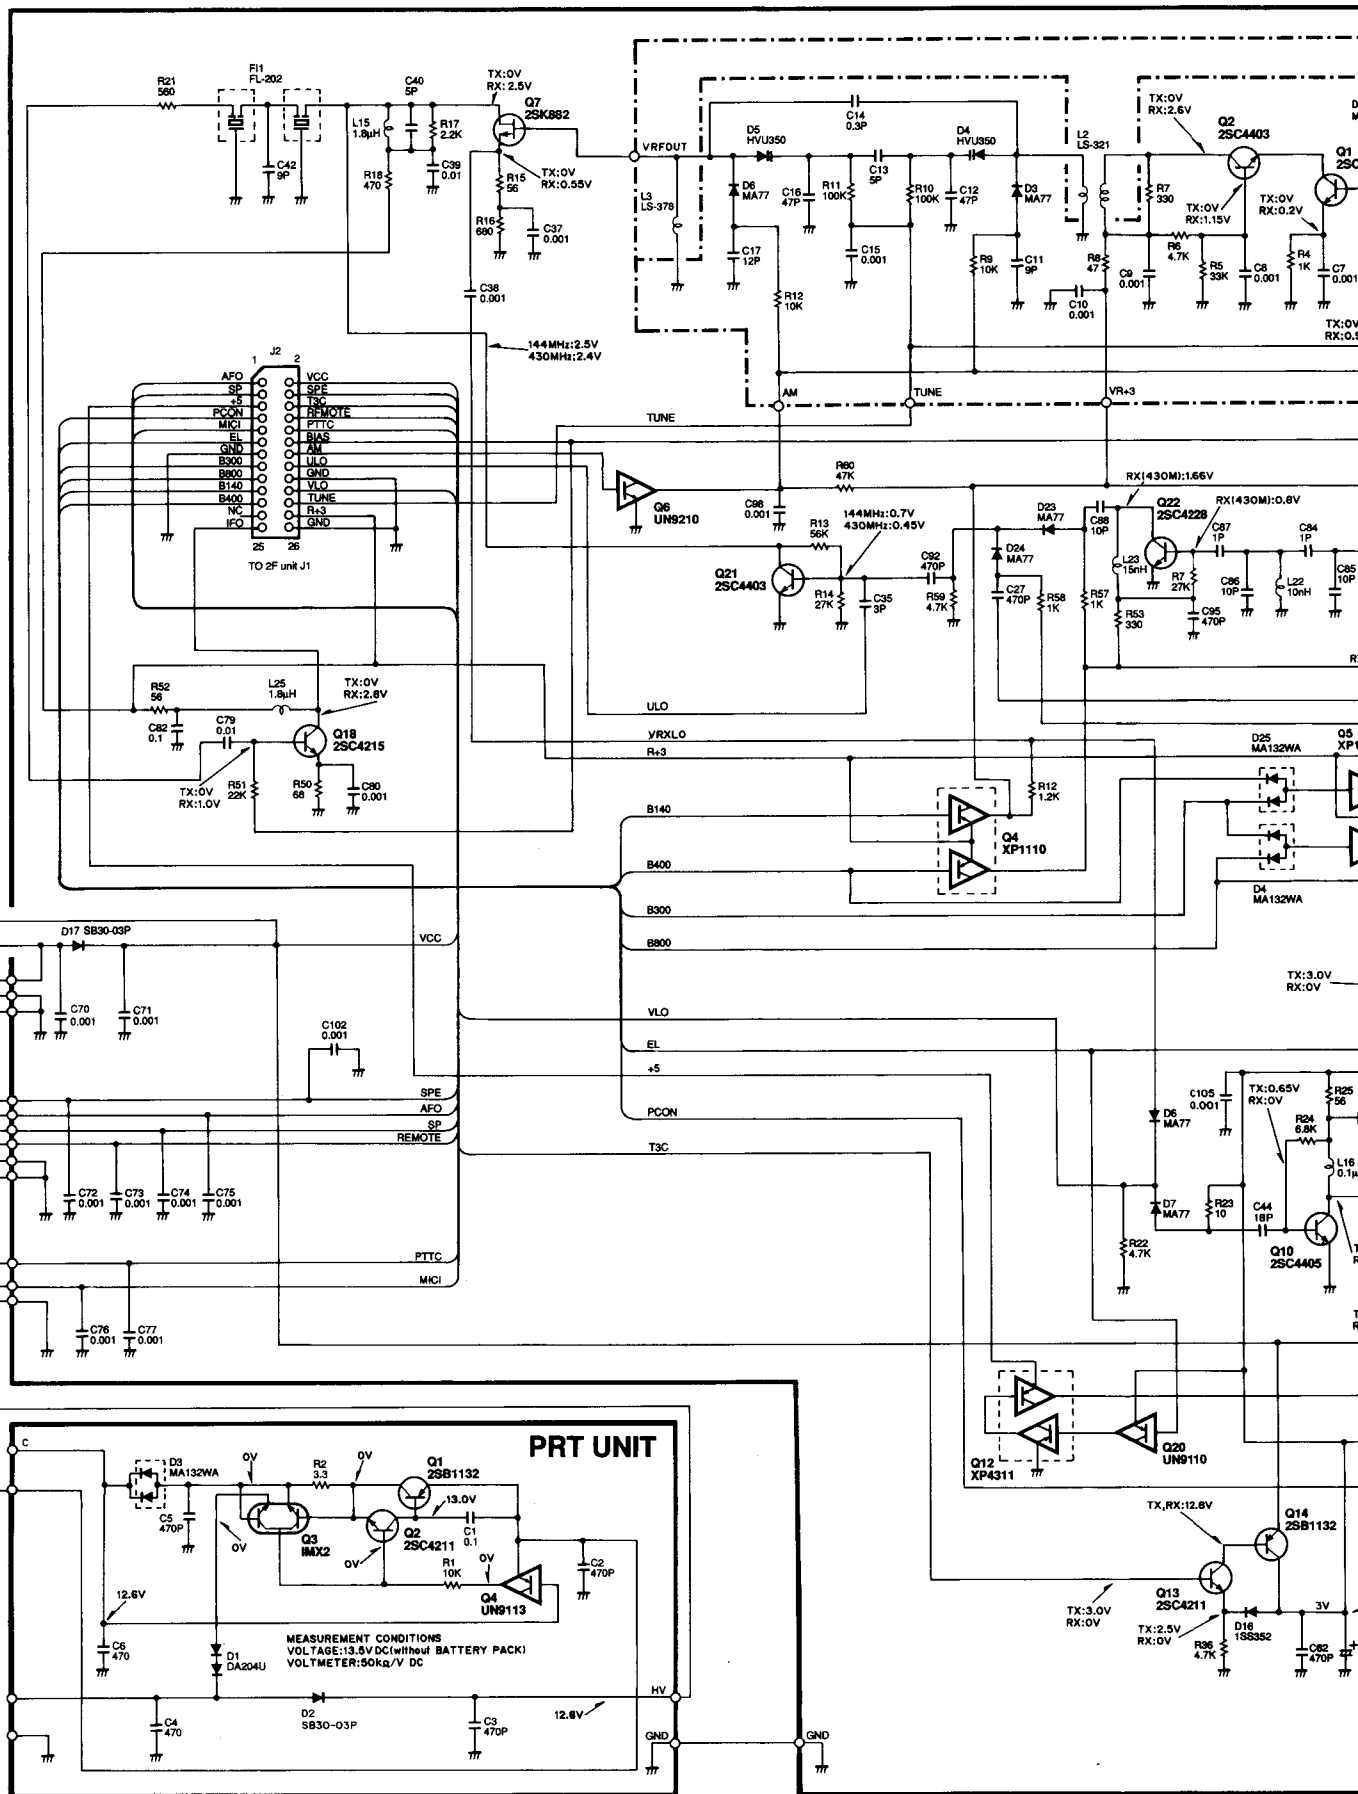 R21
560
FI1
FL-202
C42
9P
L15
1.8μH
C40
5P
R17
2.2K
C39
0.01
R18
470
TX:0V
RX:2.5V
Q7
2SK882
R15
56
TX:0V
RX:0.55V
R16
680
C37
0.001
C38
0.001
VRFOUT
L3
LS-378
D6
MA77
D5
HVU350
C14
0.3P
D4
HVU350
C16
47P
R11
100K
C13
5P
R10
100K
C12
47P
D3
MA77
C17
12P
C15
0.001
R9
10K
C11
9P
R12
10K
L2
LS-321
TX:0V
RX:2.6V
Q2
2SC4403
Q1
2SC
R7
330
TX:0V
RX:1.15V
TX:0V
RX:0.2V
R6
4.7K
R8
47
C9
0.001
R5
33K
C8
0.001
R4
1K
C7
0.001
C10
0.001
TX:0V
144MHz:2.5V
430MHz:2.4V
AM
TUNE
VR+3
J2
1
2
AFO
SP
+5
PCON
MICI
EL
GND
B300
B800
B140
B400
NC
IFO
VCC
SPE
T3C
REMOTE
PTTC
BIAS
AM
ULO
GND
VLO
TUNE
R+3
GND
25
26
TO 2F unit J1
TUNE
Q6
UN9210
R60
47K
C98
0.001
R13
56K
144MHz:0.7V
430MHz:0.45V
Q21
2SC4403
R14
27K
C35
3P
C92
470P
R59
4.7K
D24
MA77
D23
MA77
C27
470P
R58
1K
R57
1K
C88
10P
RX(430M):1.66V
Q22
2SC4228
RX(430M):0.8V
L23
15nH
R7
27K
C87
1P
C84
1P
C86
10P
L22
10nH
C85
10P
C95
470P
R53
330
R52
56
L25
1.8μH
TX:0V
RX:2.8V
C82
0.1
C79
0.01
Q18
2SC4215
TX:0V
RX:1.0V
R51
22K
R50
68
C80
0.001
ULO
VRXLO
R+3
D25
MA132WA
Q5
XP1
R12
1.2K
B140
Q4
XP1110
B400
D4
MA132WA
B300
B800
D17 SB30-03P
VCC
C70
0.001
C71
0.001
C102
0.001
TX:3.0V
RX:0V
VLO
EL
+5
SPE
AFO
SP
REMOTE
PCON
T3C
C105
0.001
TX:0.65V
RX:0V
R25
56
R24
6.8K
D6
MA77
L16
0.1μ
C72
0.001
C73
0.001
C74
0.001
C75
0.001
D7
MA77
R23
10
C44
18P
R22
4.7K
Q10
2SC4405
PTTC
MICI
C76
0.001
C77
0.001
Q12
XP4311
Q20
UN9110
PRT UNIT
C
D3
MA132WA
0V
R2
3.3
0V
Q1
2SB1132
C5
470P
0V
Q3
IMX2
Q2
2SC4211
13.0V
C1
0.1
0V
R1
10K
0V
Q4
UN9113
C2
470P
12.6V
C6
470
D1
DA204U
MEASUREMENT CONDITIONS
VOLTAGE:13.5VDC(without BATTERY PACK)
VOLTMETER:50kΩ/V DC
D2
SB30-03P
C4
470
C3
470P
12.8V
HV
GND
GND
TX,RX:12.8V
Q14
2SB1132
Q13
2SC4211
TX:3.0V
RX:0V
TX:2.5V
RX:0V
R36
4.7K
D16
1SS352
3V
C62
470P